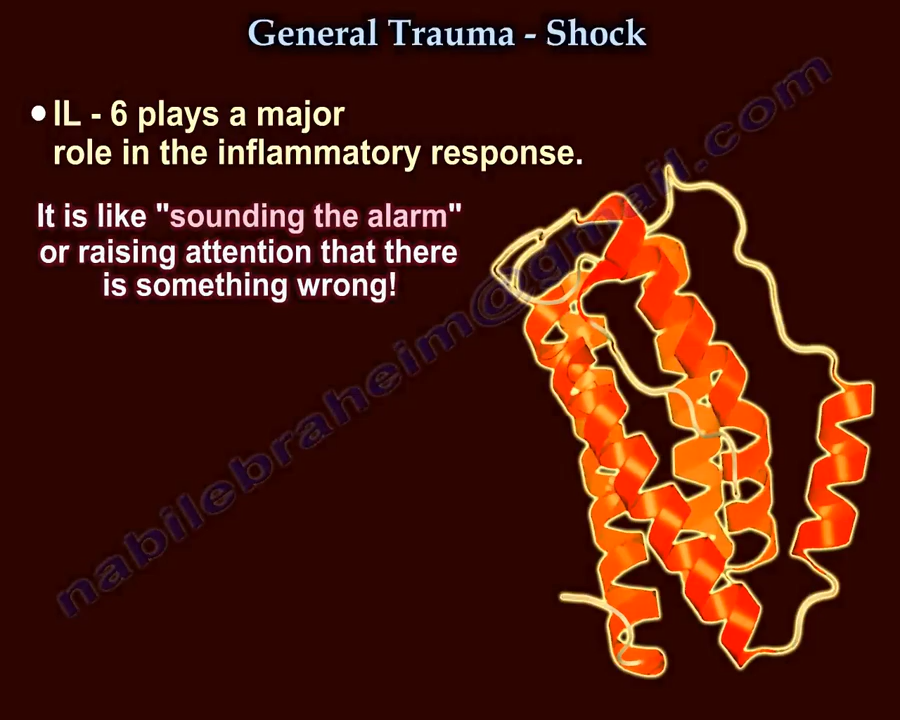 General Trauma - Shock
• IL - 6 plays a major
role in the inflammatory response.
It is like "sounding the alarm"
or raising attention that there
is something wrong!
nabilebraheim@gmail.com